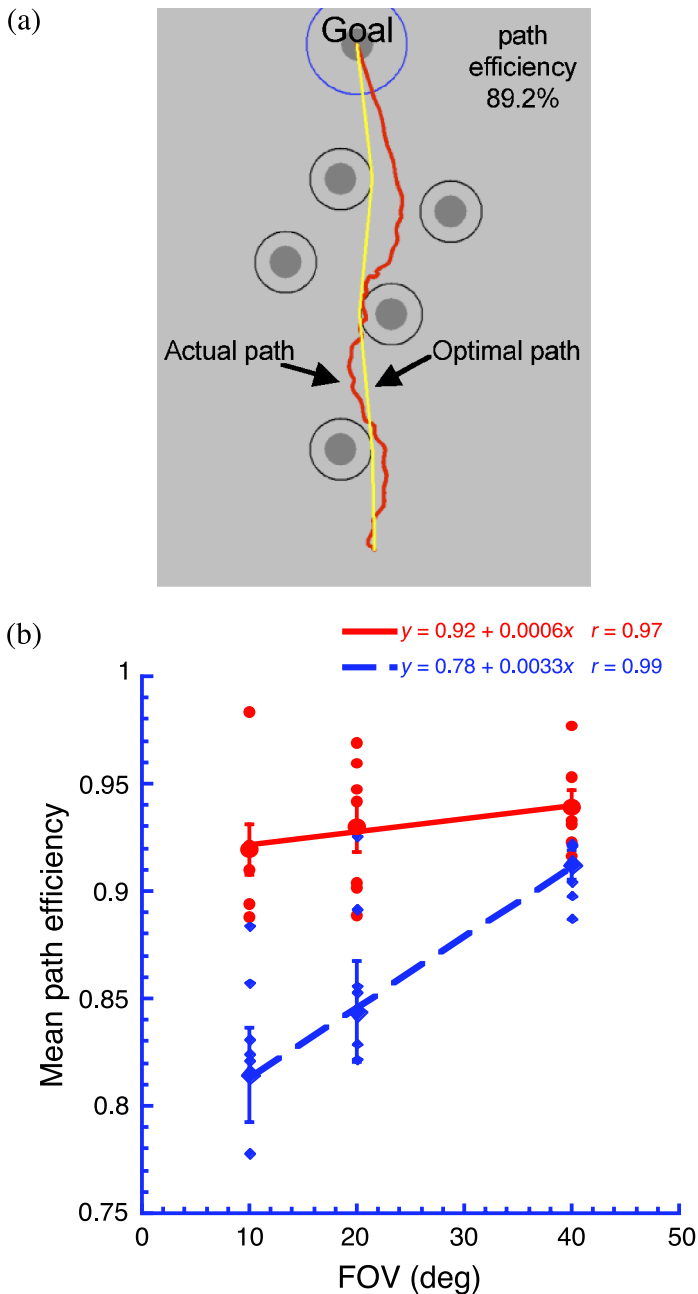 (a)
Goal
path
efficiency
89.2%
Actual path
Optimal path
(b)
y = 0.92 + 0.0006x r = 0.97
y = 0.78 + 0.0033x r = 0.99
1
0.95
0.9
0.85
0.8
0.75
Mean path efficiency
0 10 20 30 40 50
FOV (deg)